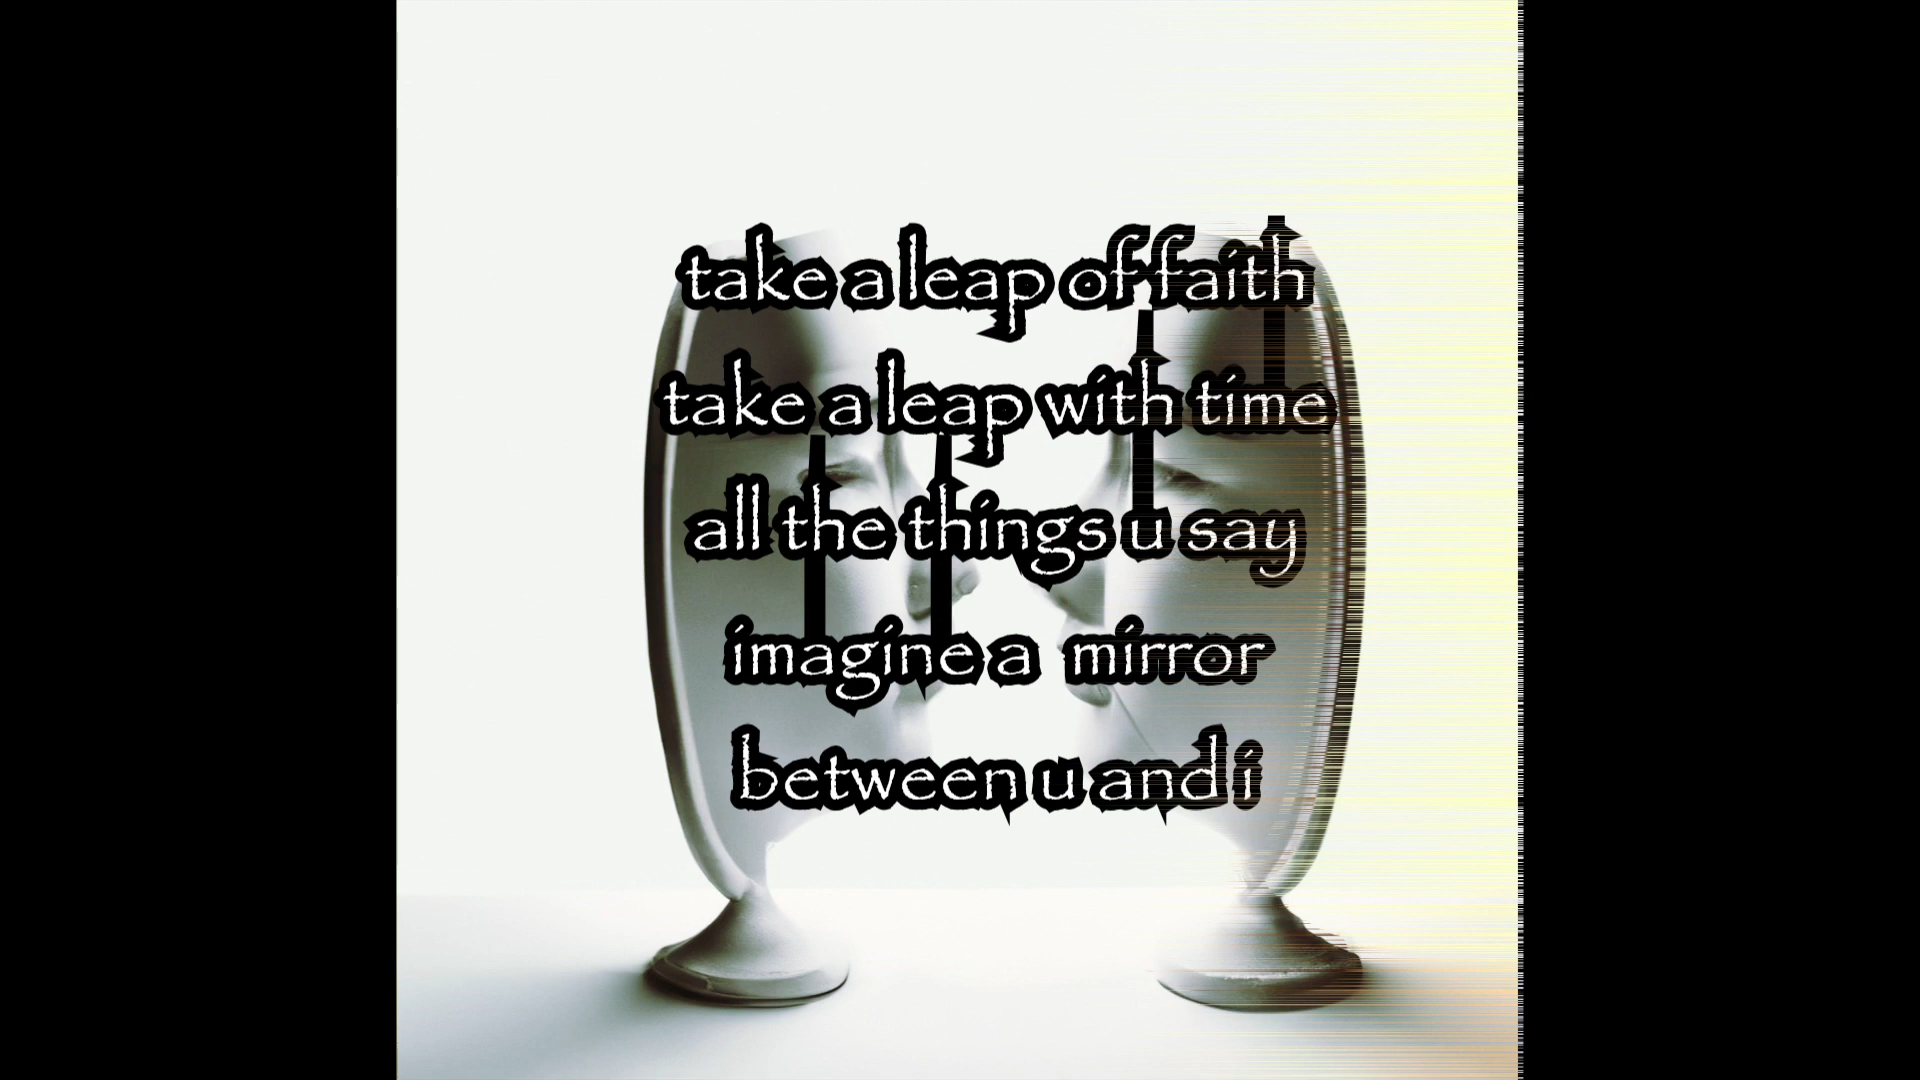 take a leap of faith
take a leap with time
all the things u say
imagine a mirror
between u and i